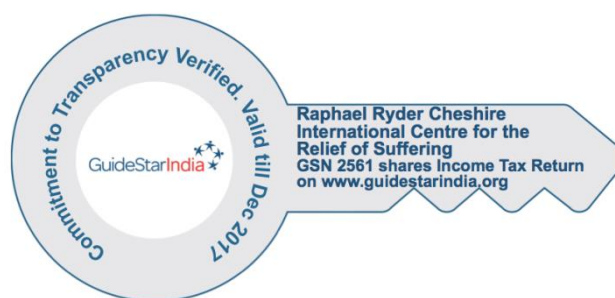 Commitment to Transparency Verified. Valid till Dec 2017
GuideStarIndia
Raphael Ryder Cheshire
International Centre for the
Relief of Suffering
GSN 2561 shares Income Tax Return
on www.guidestarindia.org